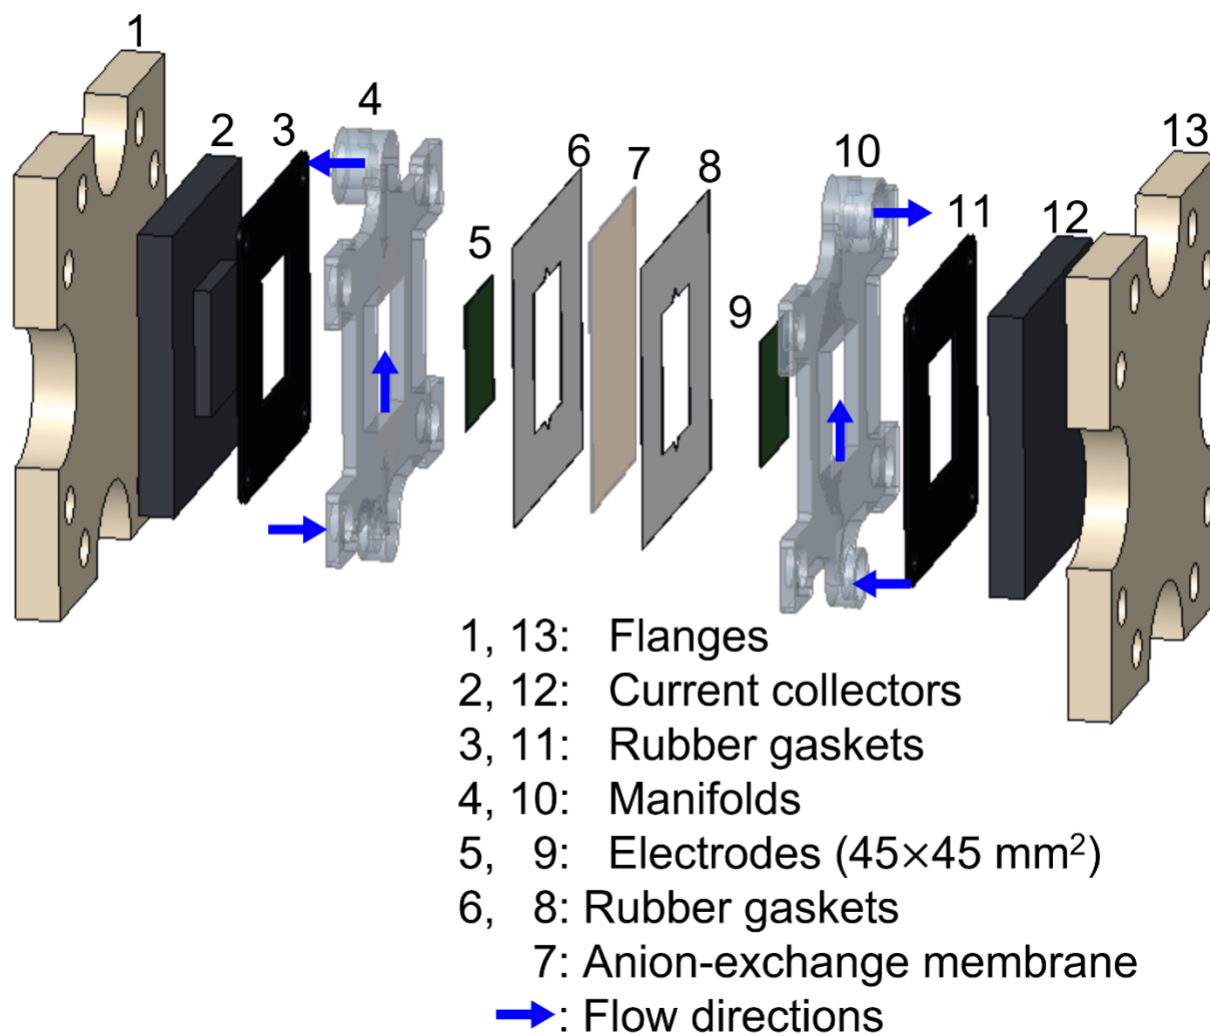 1
2
3
4
5
6
7
8
9
10
11
12
13
1, 13: Flanges
2, 12: Current collectors
3, 11: Rubber gaskets
4, 10: Manifolds
5, 9: Electrodes (45×45 mm²)
6, 8: Rubber gaskets
7: Anion-exchange membrane
: Flow directions